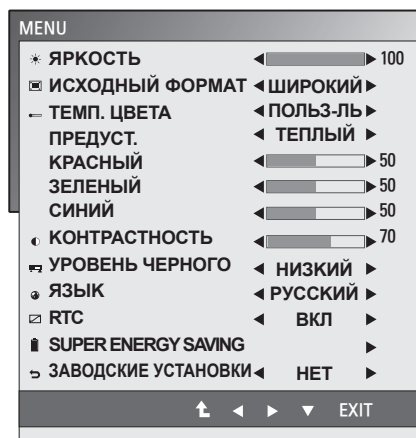 MENU
ЯРКОСТЬ 100
ИСХОДНЫЙ ФОРМАТ ШИРОКИЙ
ТЕМП. ЦВЕТА ПОЛЬЗ-ЛЬ
ПРЕДУСТ. ТЕПЛЫЙ
КРАСНЫЙ 50
ЗЕЛЕНЫЙ 50
СИНИЙ 50
КОНТРАСТНОСТЬ 70
УРОВЕНЬ ЧЕРНОГО НИЗКИЙ
ЯЗЫК РУССКИЙ
RTC ВКЛ
SUPER ENERGY SAVING
ЗАВОДСКИЕ УСТАНОВКИ НЕТ
EXIT